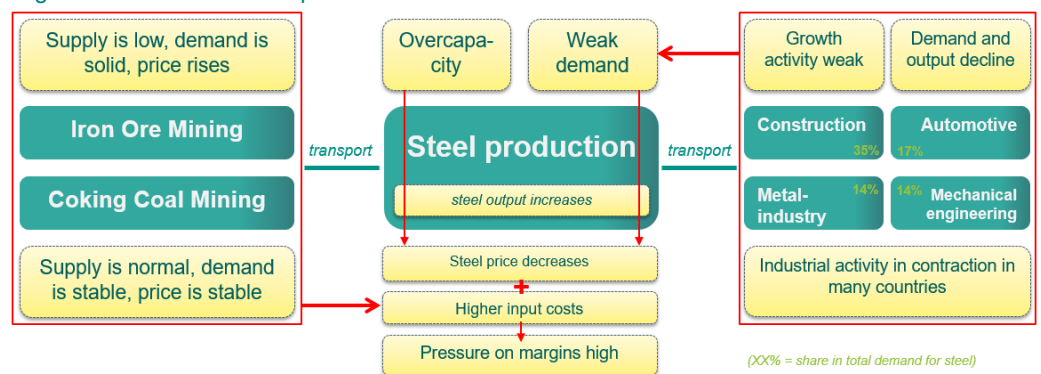 Supply is low, demand is
solid, price rises
Iron Ore Mining
Coking Coal Mining
Supply is normal, demand
is stable, price is stable
transport
Overcapa-
city
Weak
demand
Steel production
steel output increases
Steel price decreases
+
Higher input costs
Pressure on margins high
transport
Growth
activity weak
Demand and
output decline
Construction
35%
Automotive
17%
Metal-
industry
14%
14%
Mechanical
engineering
Industrial activity in contraction in
many countries
(XX% = share in total demand for steel)